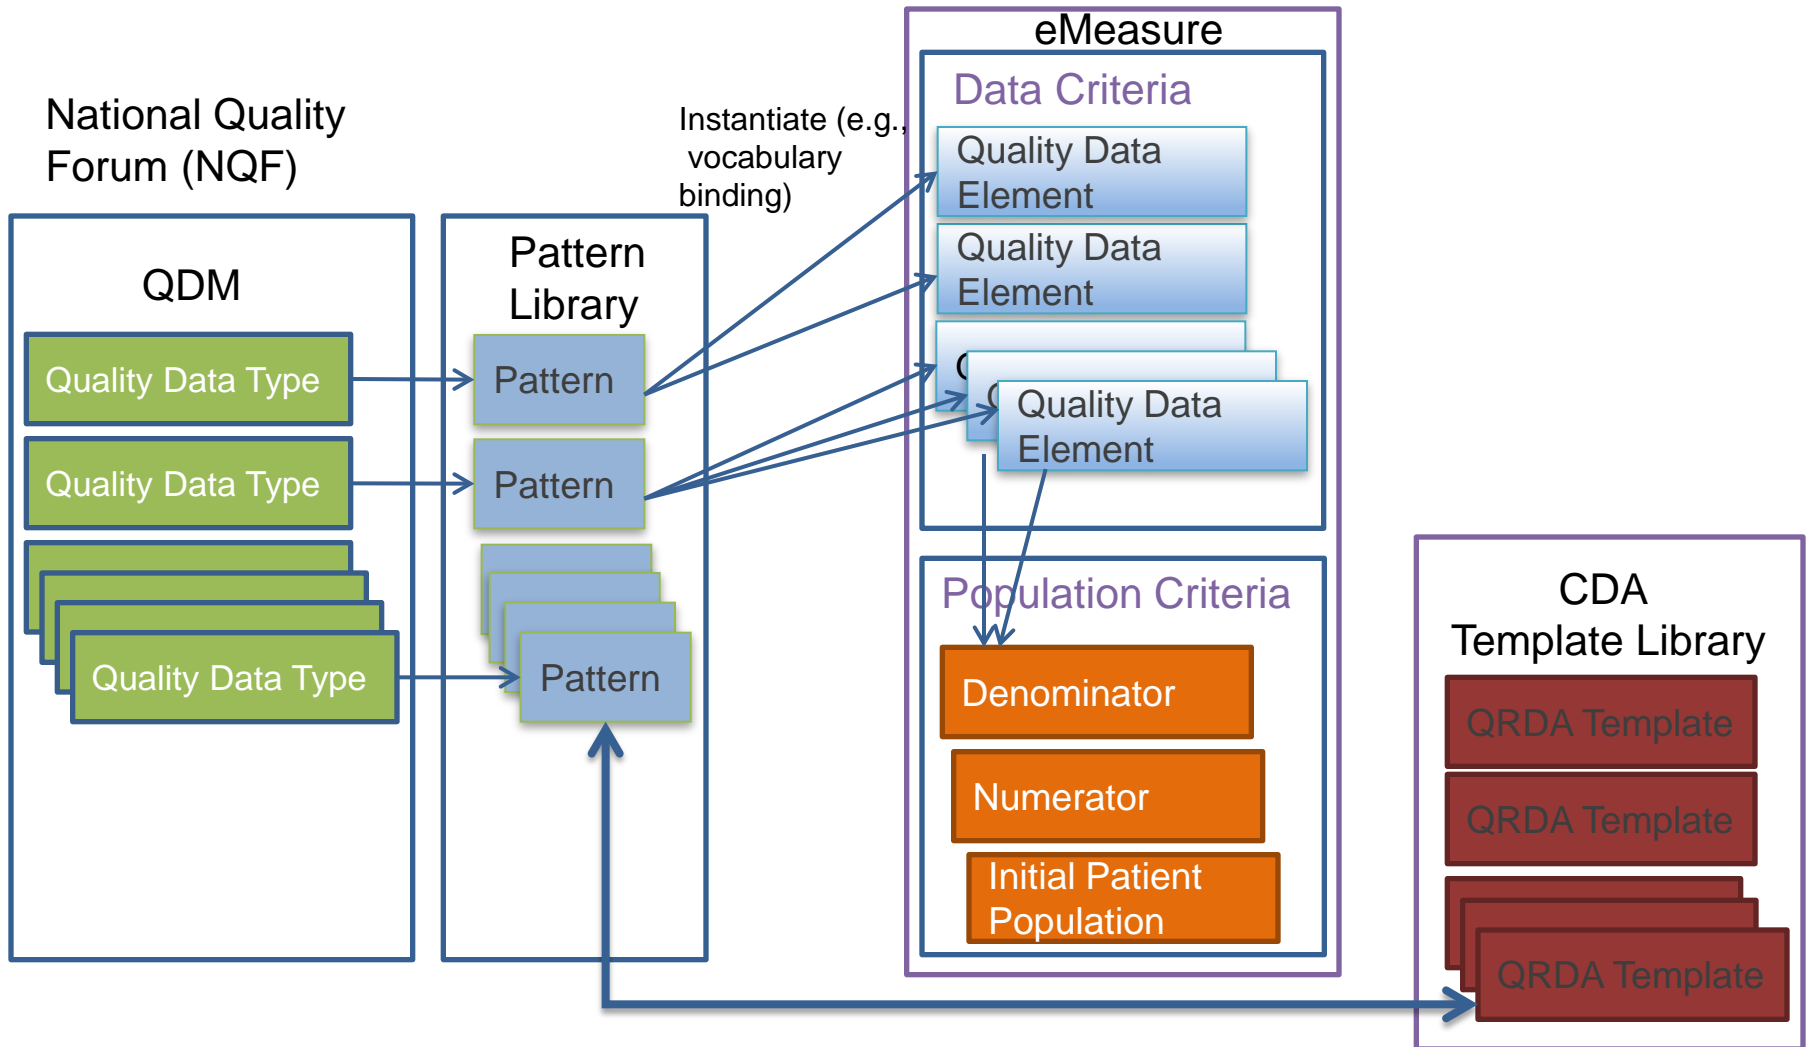 National Quality
Forum (NQF)
QDM
Quality Data Type
Quality Data Type
Quality Data Type
Pattern
Library
Pattern
Pattern
Pattern
Instantiate (e.g.,
vocabulary
binding)
eMeasure
Data Criteria
Quality Data
Element
Quality Data
Element
Quality Data
Element
Population Criteria
Denominator
Numerator
Initial Patient
Population
CDA
Template Library
QRDA Template
QRDA Template
QRDA Template